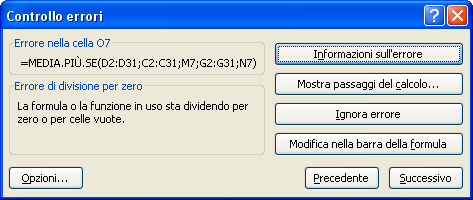 Controllo errori
Errore nella cella O7
=MEDIA.PIÙ.SE(D2:D31;C2:C31;M7;G2:G31;N7)
Errore di divisione per zero
La formula o la funzione in uso sta dividendo per
zero o per celle vuote.
Informazioni sull'errore
Mostra passaggi del calcolo...
Ignora errore
Modifica nella barra della formula
Opzioni...
Precedente
Successivo